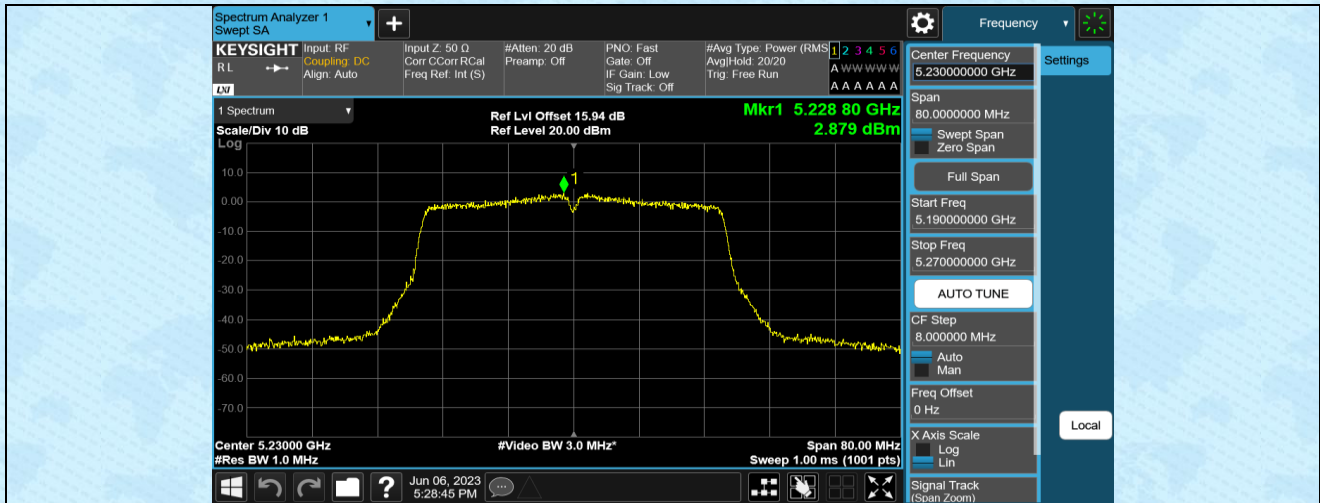 Spectrum Analyzer 1
Swept SA
Frequency
KEYSIGHT
RL
LXI
Input: RF
Coupling: DC
Align: Auto
Input Z: 50 Ω
Corr CCorr RCal
Freq Ref: Int (S)
#Atten: 20 dB
Preamp: Off
PNO: Fast
Gate: Off
IF Gain: Low
Sig Track: Off
#Avg Type: Power (RMS
Avg|Hold: 20/20
Trig: Free Run
1 2 3 4 5 6
A W W W W W
A A A A A A
1 Spectrum
Scale/Div 10 dB
Log
Ref Lvl Offset 15.94 dB
Ref Level 20.00 dBm
Mkr1 5.228 80 GHz
2.879 dBm
1
10.0
0.00
-10.0
-20.0
-30.0
-40.0
-50.0
-60.0
-70.0
Center 5.23000 GHz
#Res BW 1.0 MHz
#Video BW 3.0 MHz*
Span 80.00 MHz
Sweep 1.00 ms (1001 pts)
?
Jun 06, 2023
5:28:45 PM
Center Frequency
5.230000000 GHz
Span
80.0000000 MHz
Swept Span
Zero Span
Full Span
Start Freq
5.190000000 GHz
Stop Freq
5.270000000 GHz
AUTO TUNE
CF Step
8.000000 MHz
Auto
Man
Freq Offset
0 Hz
X Axis Scale
Log
Lin
Signal Track
(Span Zoom)
Settings
Local